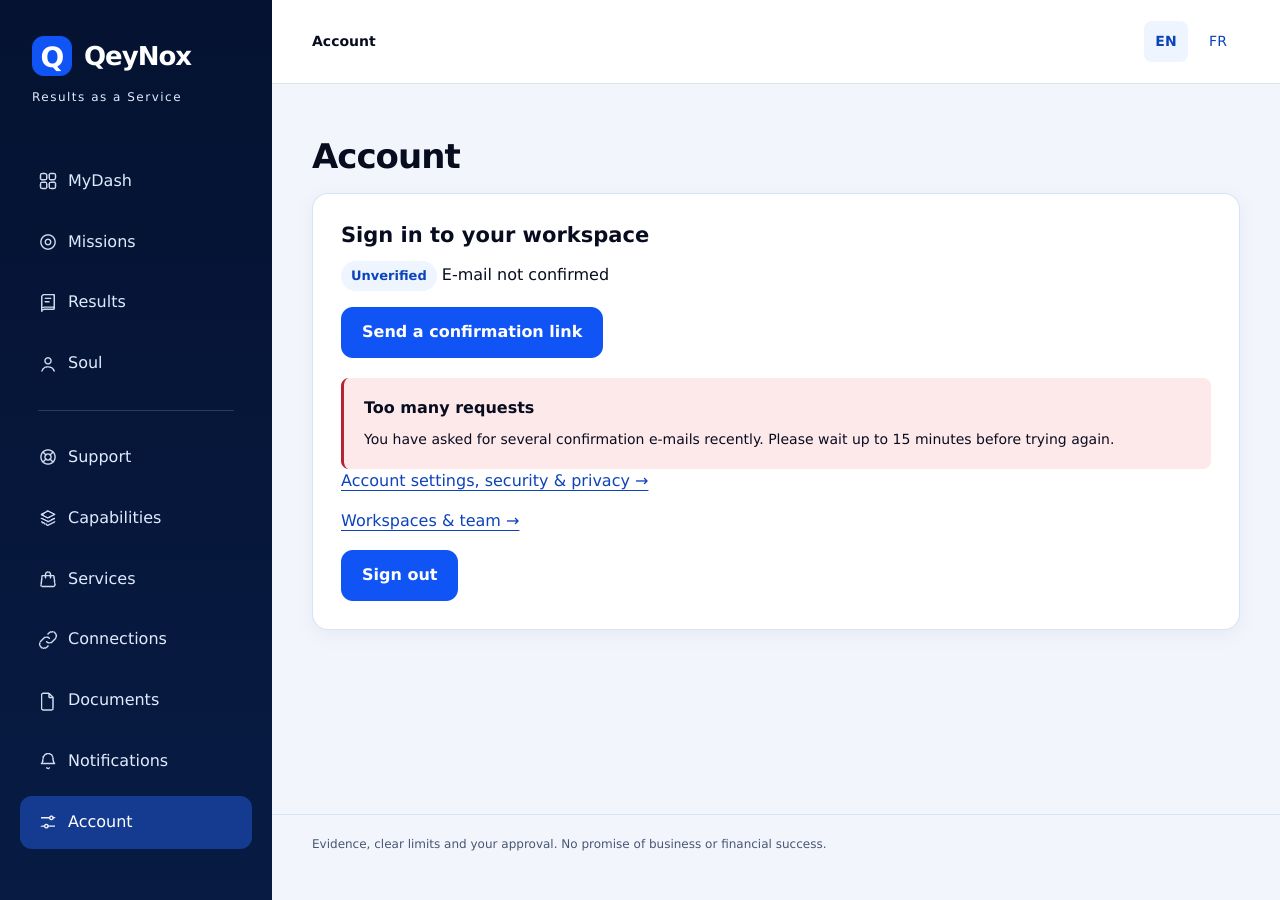 Q QeyNox
Results as a Service
MyDash
Missions
Results
Soul
Support
Capabilities
Services
Connections
Documents
Notifications
Account
Account
EN FR
Account
Sign in to your workspace
Unverified E-mail not confirmed
Send a confirmation link
Too many requests
You have asked for several confirmation e-mails recently. Please wait up to 15 minutes before trying again.
Account settings, security & privacy →
Workspaces & team →
Sign out
Evidence, clear limits and your approval. No promise of business or financial success.